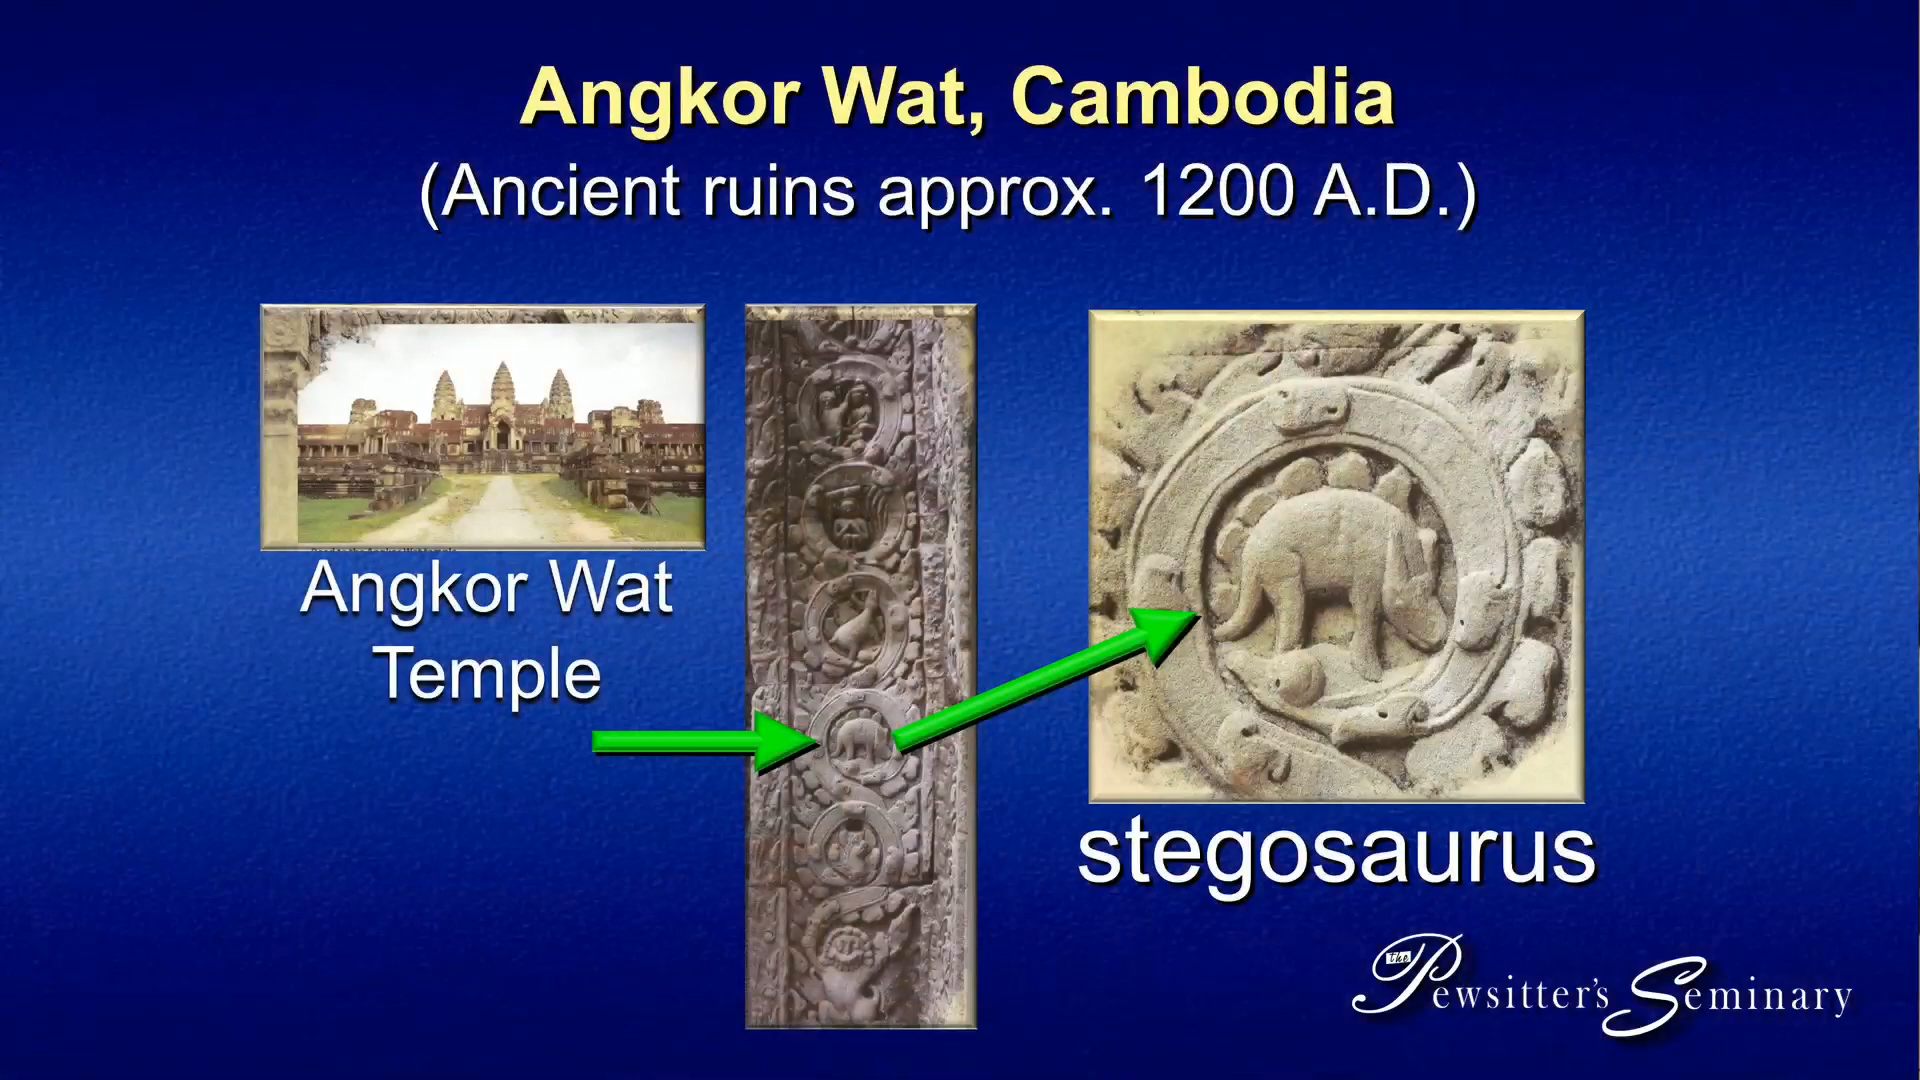 Angkor Wat, Cambodia
(Ancient ruins approx. 1200 A.D.)
Angkor Wat
Temple
stegosaurus
the Pewsitter's Seminary